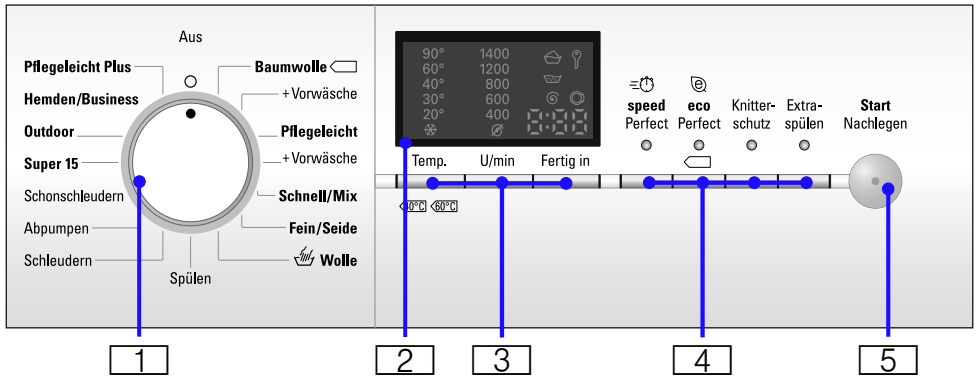 Aus
Pflegeleicht Plus
Hemden/Business
Outdoor
Super 15
Schonschleudern
Abpumpen
Schleudern
Spülen
Baumwolle
+Vorwäsche
Pflegeleicht
+Vorwäsche
Schnell/Mix
Fein/Seide
Wolle
90° 1400
60° 1200
40° 800
30° 600
20° 400
8:88
Temp. U/min Fertig in
40°C 60°C
speed Perfect
eco Perfect
Knitter-
schutz
Extra-
spülen
Start
Nachlegen
1 2 3 4 5